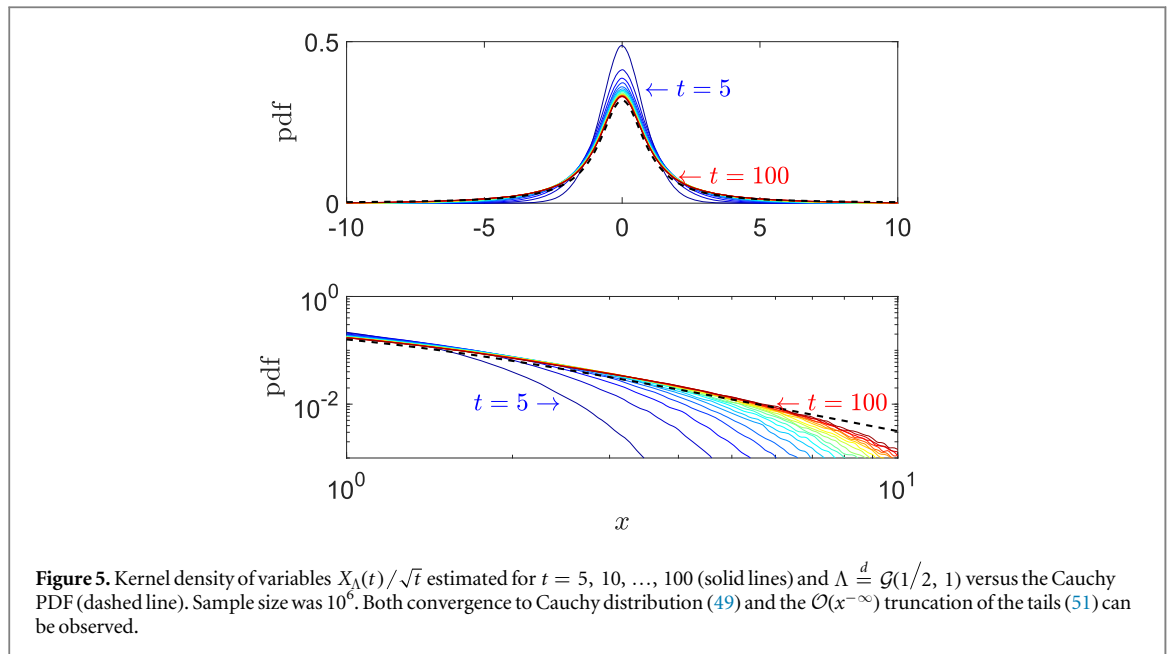 0.5
pdf
← t = 5
← t = 100
0
-10 -5 0 5 10
10^0
pdf
t = 5 →
← t = 100
10^-2
10^0 10^1
x
Figure 5. Kernel density of variables X_Λ(t)/√t estimated for t = 5, 10, ..., 100 (solid lines) and Λ =^d 𝒢(1/2, 1) versus the Cauchy
PDF (dashed line). Sample size was 10^6. Both convergence to Cauchy distribution (49) and the 𝒪(x^−∞) truncation of the tails (51) can
be observed.